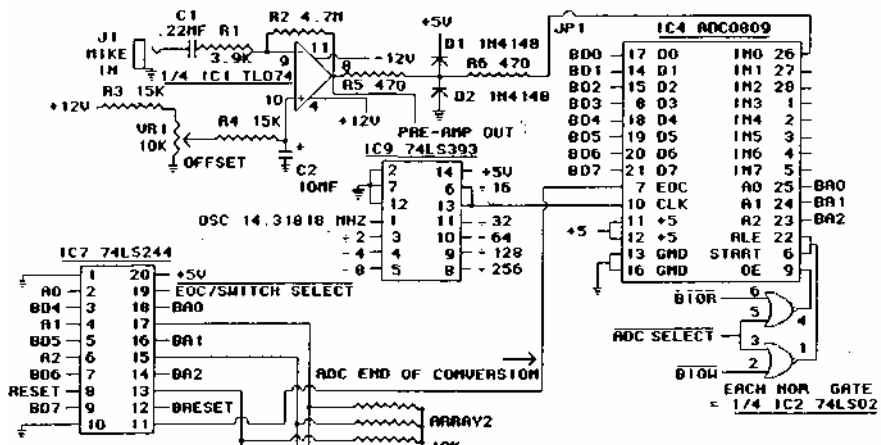 J1
MIKE
IN
C1
.22MF
R1
3.9K
R2 4.7M
1/4 IC1 TL074
9
10
11
8
4
-12V
+12V
R3 15K
+12V
VR1
10K
OFFSET
R4 15K
+
C2
10MF
R5 470
+5V
D1 1N4148
D2 1N4148
R6 470
PRE-AMP OUT
JP1
IC4 ADC0809
BD0 17 D0 IN0 26
BD1 14 D1 IN1 27
BD2 15 D2 IN2 28
BD3 8 D3 IN3 1
BD4 18 D4 IN4 2
BD5 19 D5 IN5 3
BD6 20 D6 IN6 4
BD7 21 D7 IN7 5
7 EOC A0 25 BA0
10 CLK A1 24 BA1
11 +5 A2 23 BA2
+5 12 +5 ALE 22
13 GND START 6
16 GND OE 9
IC9 74LS393
2 14 +5V
7 6 ÷ 16
12 13
OSC 14.31818 MHZ 1 11 ÷ 32
÷ 2 3 10 ÷ 64
÷ 4 4 9 ÷ 128
÷ 8 5 8 ÷ 256
IC7 74LS244
1 20 +5V
A0 2 19 EOC/SWITCH SELECT
BD4 3 18 BA0
A1 4 17
BD5 5 16 BA1
A2 6 15
BD6 7 14 BA2
RESET 8 13
BD7 9 12 BRESET
10 11
ADC END OF CONVERSION
ARRAY2
10K
BIOR
6
5
4
ADC SELECT
3
BIOW
2
1
EACH NOR GATE
= 1/4 IC2 74LS02